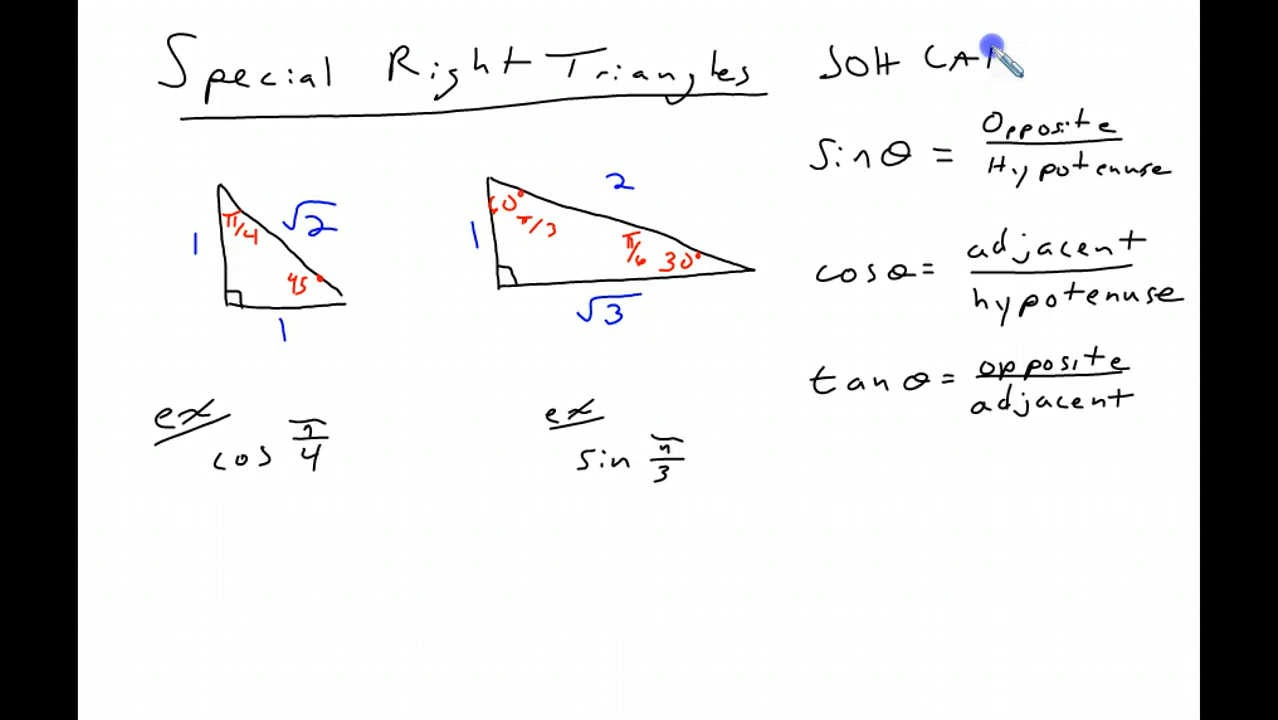 Special Right Triangles
SOH CA
sin θ = Opposite / Hypotenuse
cos θ = adjacent / hypotenuse
tan θ = opposite / adjacent
1
π/4
√2
45°
1
1
60°
π/3
2
π/6
30°
√3
ex
cos π/4
ex
sin π/3